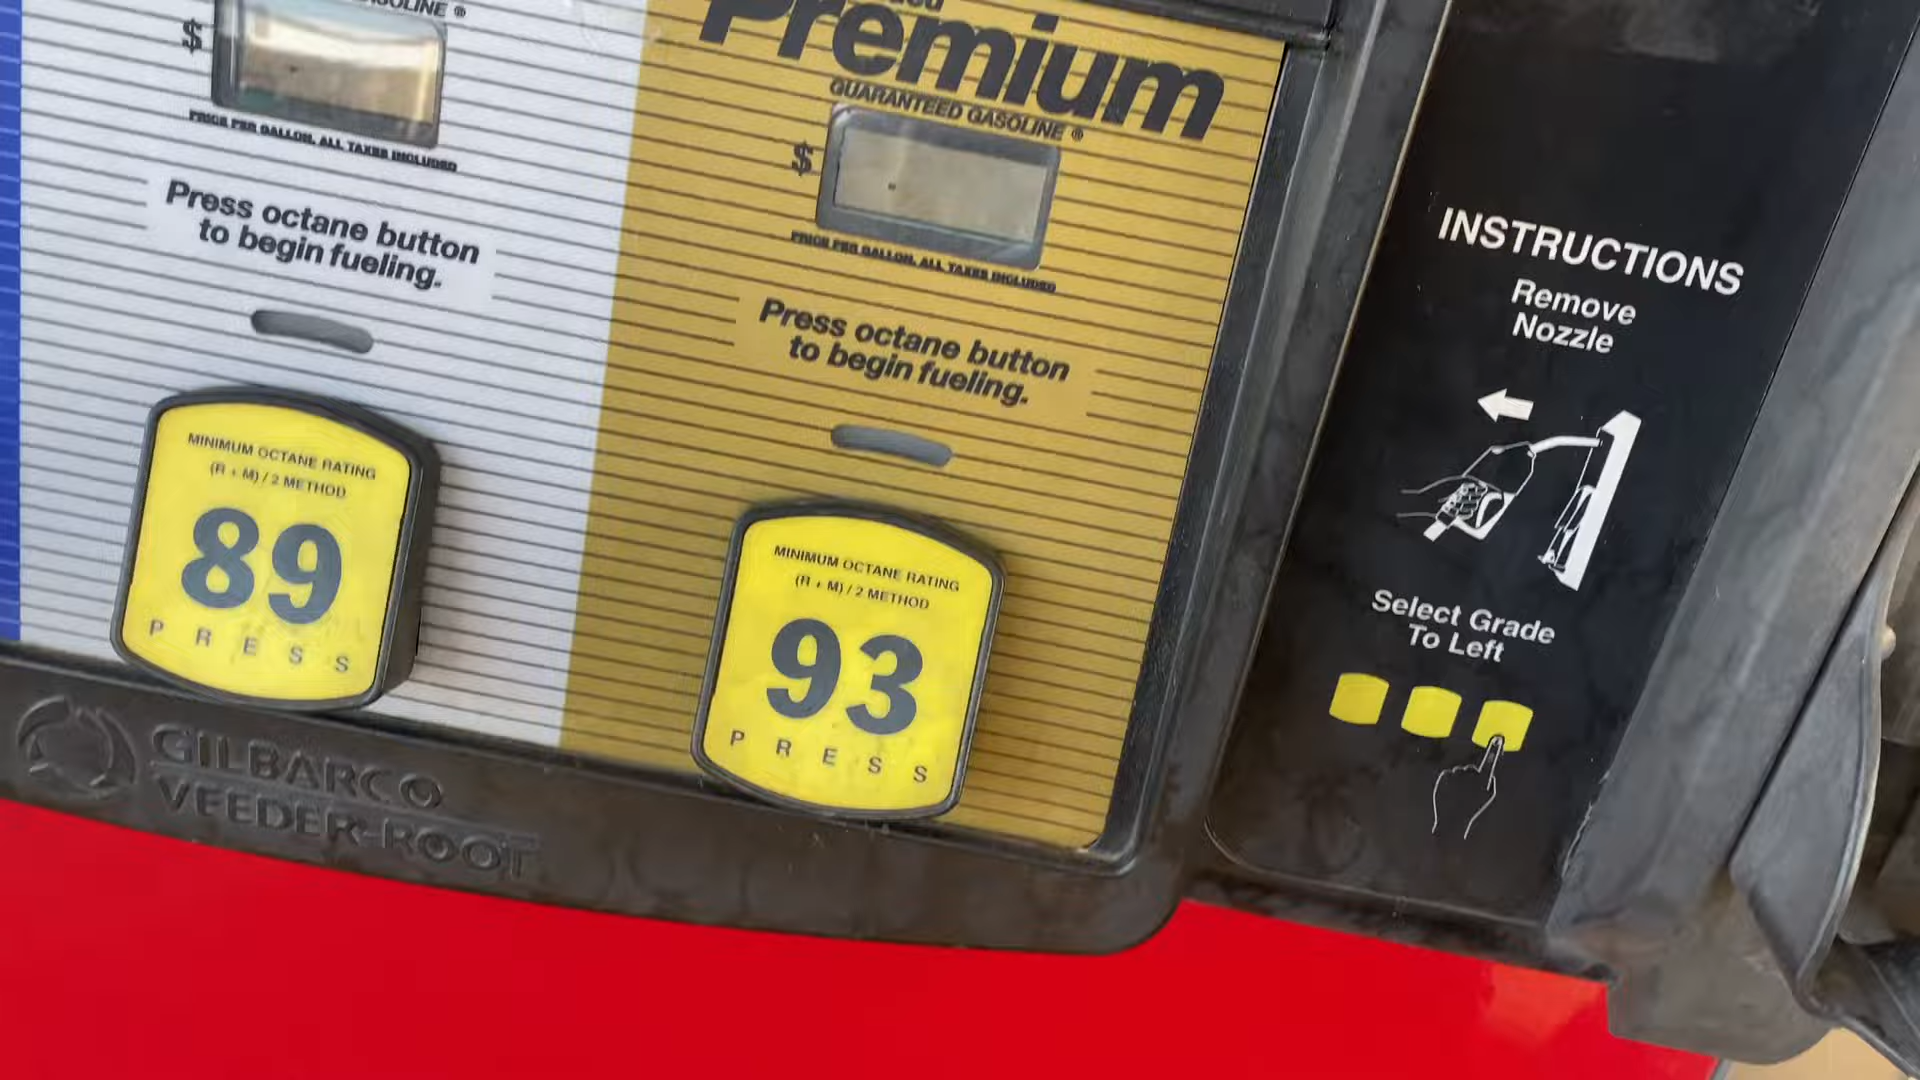 GASOLINE ®
$
PRICE PER GALLON, ALL TAXES INCLUDED
Press octane button
to begin fueling.
MINIMUM OCTANE RATING
(R + M) / 2 METHOD
89
PRESS
Premium
GUARANTEED GASOLINE ®
$
PRICE PER GALLON, ALL TAXES INCLUDED
Press octane button
to begin fueling.
MINIMUM OCTANE RATING
(R + M) / 2 METHOD
93
PRESS
GILBARCO
VEEDER-ROOT
INSTRUCTIONS
Remove
Nozzle
Select Grade
To Left